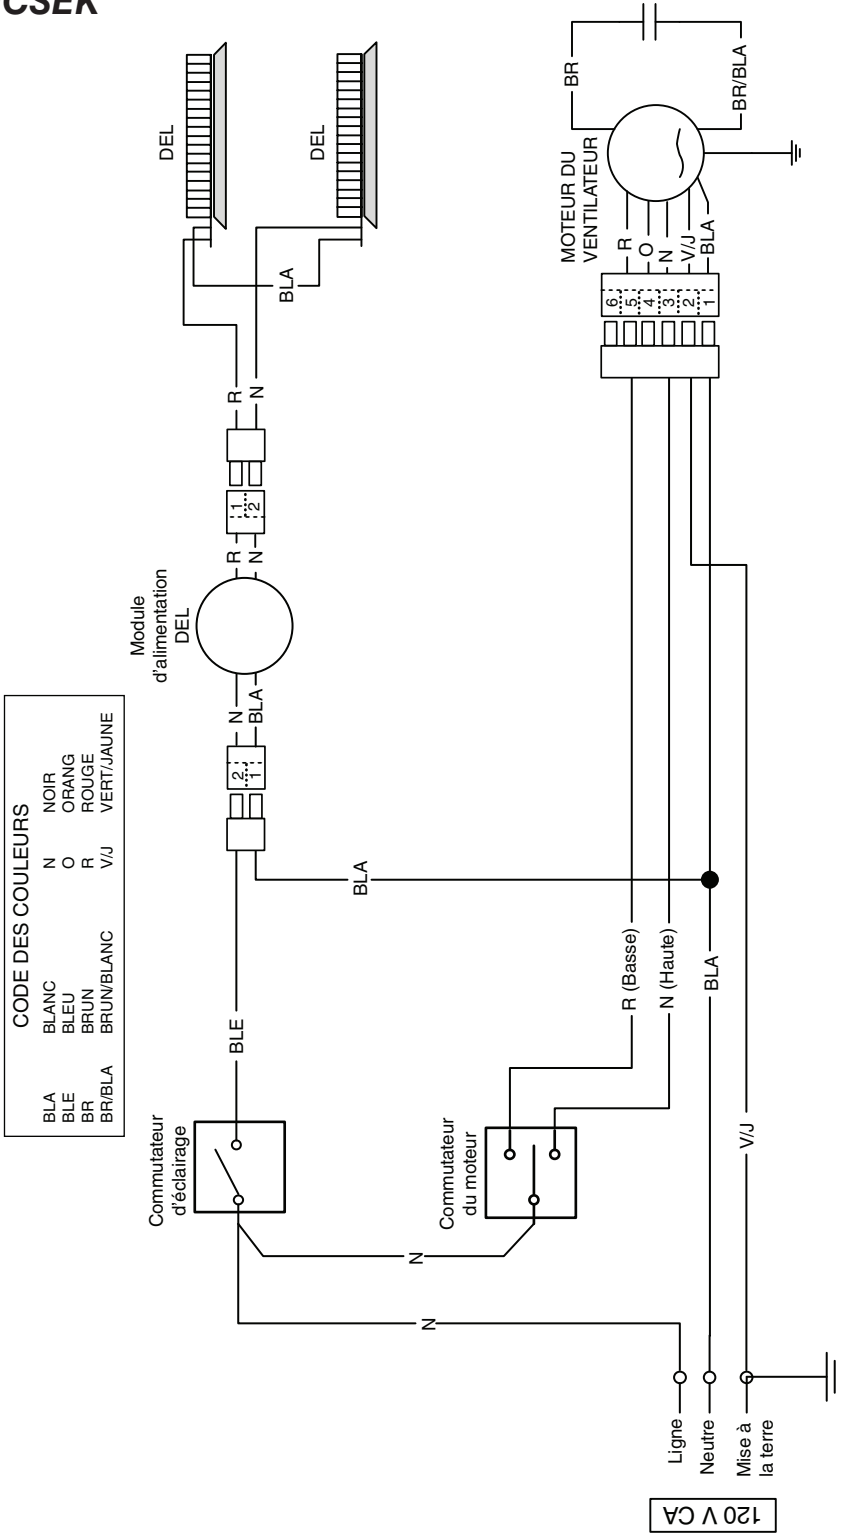 CSEK
CODE DES COULEURS
BLA BLANC N NOIR
BLE BLEU O ORANG
BR BRUN R ROUGE
BR/BLA BRUN/BLANC V/J VERT/JAUNE
DEL
DEL
BLA
R
N
1
2
R
N
Module
d'alimentation
DEL
N
BLA
2
1
BLA
BLE
Commutateur
d'éclairage
Commutateur
du moteur
N
N
BR
BR/BLA
MOTEUR DU
VENTILATEUR
R
O
N
V/J
BLA
6
5
4
3
2
1
R (Basse)
N (Haute)
BLA
V/J
Ligne
Neutre
Mise à
la terre
120 V CA